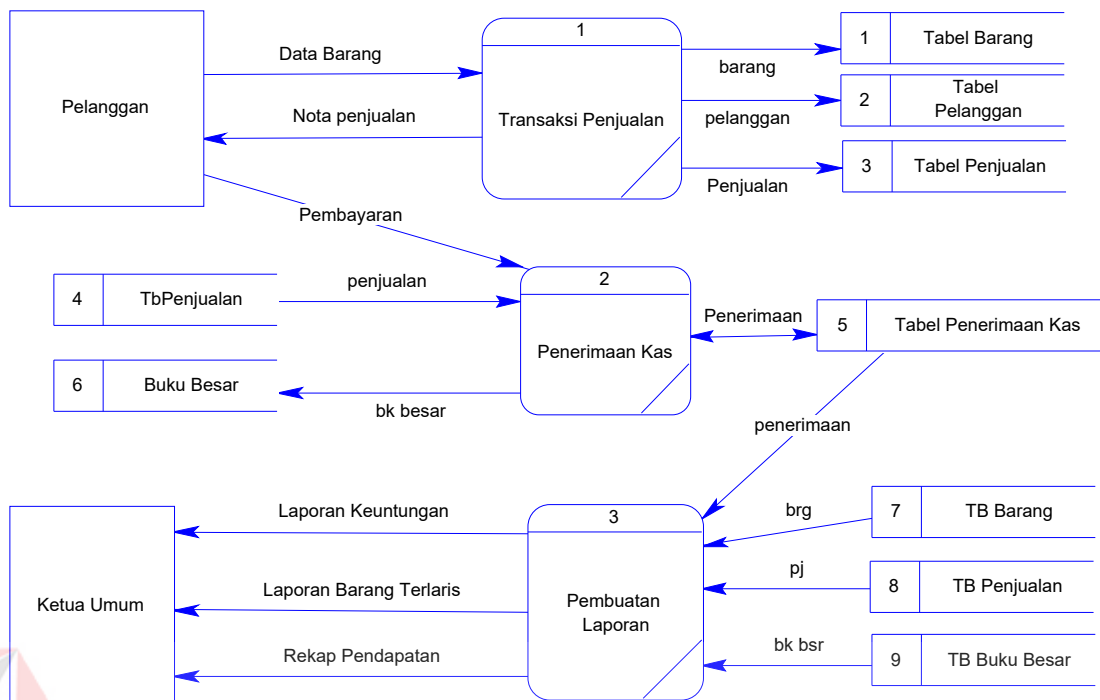 Pelanggan
Data Barang
Nota penjualan
1
Transaksi Penjualan
barang
pelanggan
Penjualan
1
Tabel Barang
2
Tabel
Pelanggan
3
Tabel Penjualan
Pembayaran
4
TbPenjualan
penjualan
2
Penerimaan Kas
Penerimaan
5
Tabel Penerimaan Kas
6
Buku Besar
bk besar
penerimaan
Ketua Umum
Laporan Keuntungan
Laporan Barang Terlaris
Rekap Pendapatan
3
Pembuatan
Laporan
brg
7
TB Barang
pj
8
TB Penjualan
bk bsr
9
TB Buku Besar